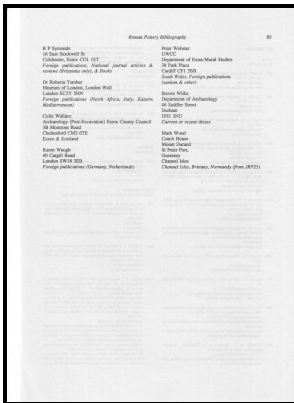 Roman Pottery Bibliography 85
R P Symonds
16 East Stockwell St
Colchester, Essex CO1 1ST
Foreign publications, National journal articles &
reviews (Britannia only), & Books
Dr Roberta Tomber
Museum of London, London Wall
London EC2Y 5HN
Foreign publications (North Africa, Italy, Eastern
Mediterranean)
Colin Wallace
Archaeology (Post-Excavation) Essex County Council
Montrose Road
Chelmsford CM2 6TE
Essex & Scotland
Karen Waugh
40 Cargill Road
London SW18 3EB
Foreign publications (Germany, Netherlands)
Peter Webster
UWCC
Department of Extra-Mural Studies
38 Park Place
Cardiff CF1 3BB
South Wales, Foreign publications
(samian & other)
Steven Willis
Department of Archaeology
46 Saddler Street
Durham
DH1 3NU
Current or recent theses
Mark Wood
Coach House
Mount Durand
St Peter Port,
Guernsey
Channel Isles
Channel Isles, Brittany, Normandy (from JRPS5)